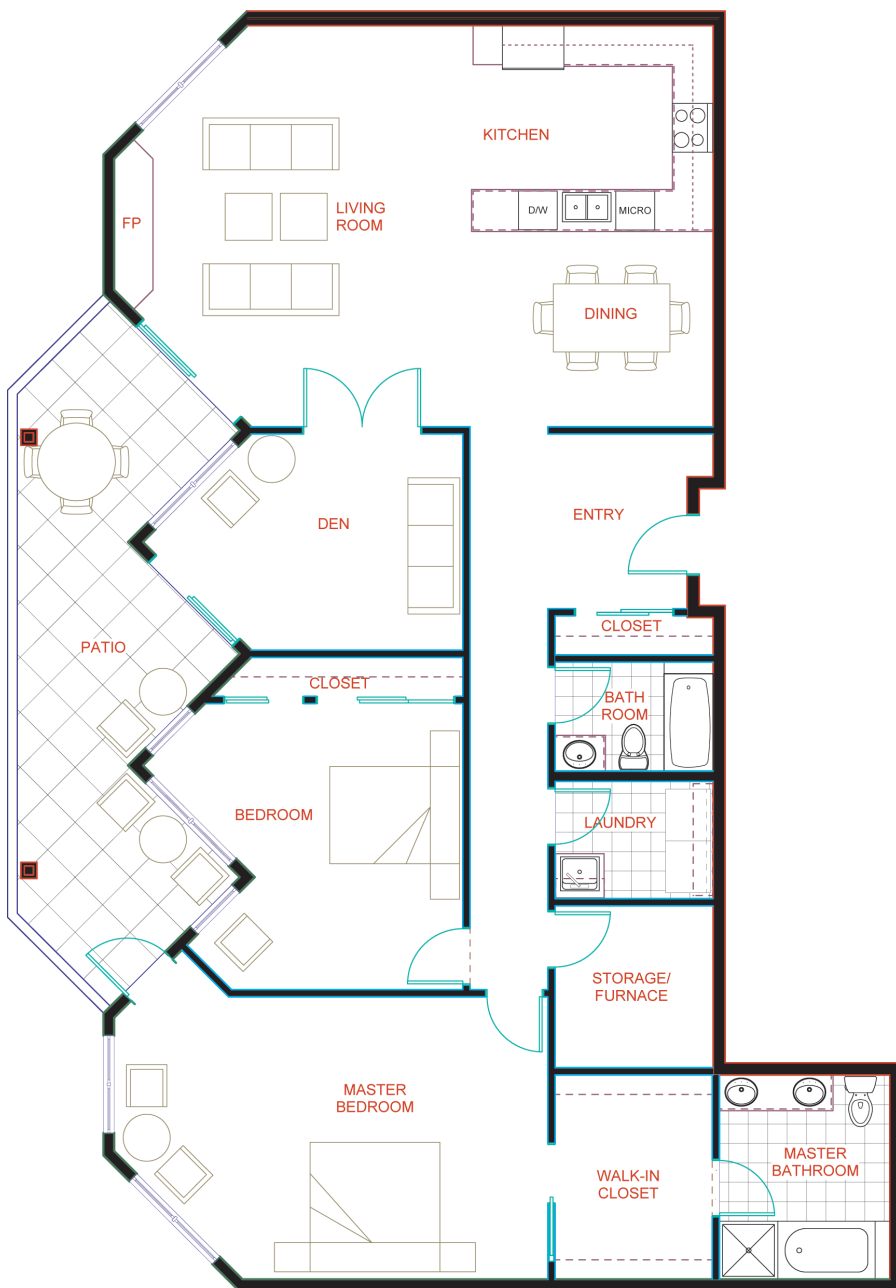 KITCHEN
LIVING
ROOM
FP
D/W
MICRO
DINING
DEN
ENTRY
PATIO
CLOSET
CLOSET
BATH
ROOM
BEDROOM
LAUNDRY
STORAGE/
FURNACE
MASTER
BEDROOM
WALK-IN
CLOSET
MASTER
BATHROOM